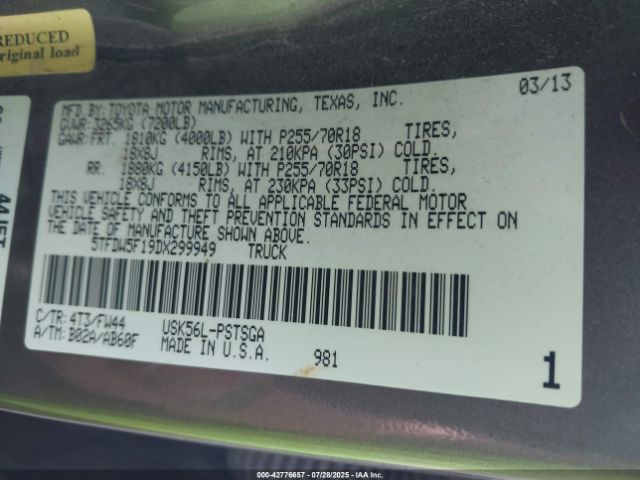 REDUCED
original load
03/13
MFD.BY:TOYOTA MOTOR MANUFACTURING, TEXAS, INC.
GVWR:3265KG (7200LB)
GAWR:FRT. 1810KG (4000LB) WITH P255/70R18 TIRES,
18X8J RIMS, AT 210KPA (30PSI) COLD.
RR. 1880KG (4150LB) WITH P255/70R18 TIRES,
18X8J RIMS, AT 230KPA (33PSI) COLD.
THIS VEHICLE CONFORMS TO ALL APPLICABLE FEDERAL MOTOR
VEHICLE SAFETY AND THEFT PREVENTION STANDARDS IN EFFECT ON
THE DATE OF MANUFACTURE SHOWN ABOVE.
5TFDW5F19DX299949 TRUCK
C/TR: 4T3/FW44 USK56L-PSTSGA
A/TM: B02A/AB60F MADE IN U.S.A. 981
1
000-42776657 - 07/28/2025 - IAA Inc.